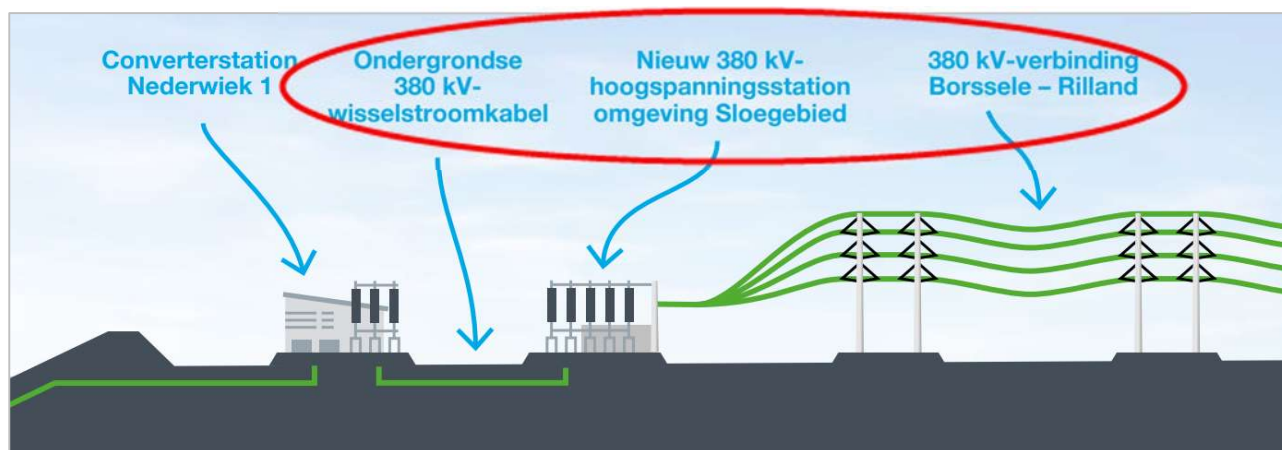 Converterstation
Nederwiek 1
Ondergrondse
380 kV-
wisselstroomkabel
Nieuw 380 kV-
hoogspanningsstation
omgeving Sloegebied
380 kV-verbinding
Borssele – Rilland